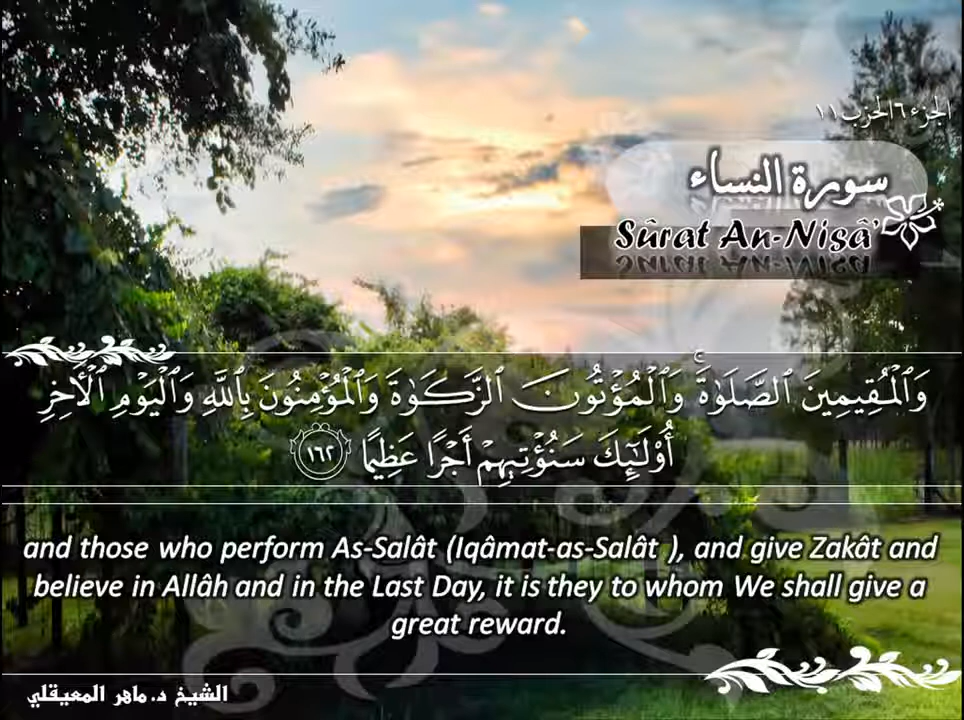 الجزء ٦ الحزب ١١
سورة النساء
Sûrat An-Nisâ'
وَٱلْمُقِيمِينَ ٱلصَّلَوٰةَ ۚ وَٱلْمُؤْتُونَ ٱلزَّكَوٰةَ وَٱلْمُؤْمِنُونَ بِٱللَّهِ وَٱلْيَوْمِ ٱلْـَٔاخِرِ
أُو۟لَـٰٓئِكَ سَنُؤْتِيهِمْ أَجْرًا عَظِيمًا ١٦٢
and those who perform As-Salât (Iqâmat-as-Salât ), and give Zakât and
believe in Allâh and in the Last Day, it is they to whom We shall give a
great reward.
الشيخ د. ماهر المعيقلي